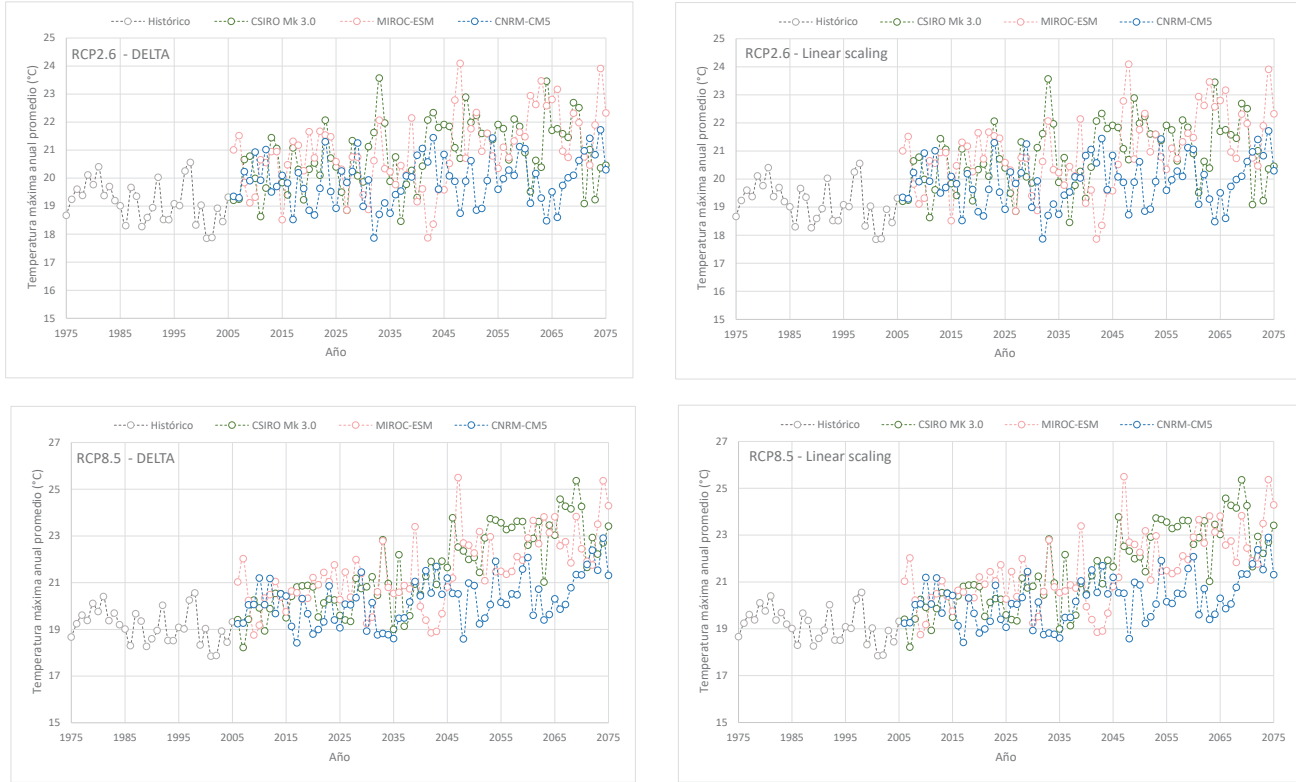 Histórico CSIRO Mk 3.0 MIROC-ESM CNRM-CM5
RCP2.6 - DELTA
Temperatura máxima anual promedio (°C)
25
24
23
22
21
20
19
18
17
16
15
1975 1985 1995 2005 2015 2025 2035 2045 2055 2065 2075
Año
Histórico CSIRO Mk 3.0 MIROC-ESM CNRM-CM5
RCP2.6 - Linear scaling
Temperatura máxima anual promedio (°C)
25
24
23
22
21
20
19
18
17
16
15
1975 1985 1995 2005 2015 2025 2035 2045 2055 2065 2075
Año
Histórico CSIRO Mk 3.0 MIROC-ESM CNRM-CM5
RCP8.5 - DELTA
Temperatura máxima anual promedio (°C)
27
25
23
21
19
17
15
1975 1985 1995 2005 2015 2025 2035 2045 2055 2065 2075
Año
Histórico CSIRO Mk 3.0 MIROC-ESM CNRM-CM5
RCP8.5 - Linear scaling
Temperatura máxima anual promedio (°C)
27
25
23
21
19
17
15
1975 1985 1995 2005 2015 2025 2035 2045 2055 2065 2075
Año